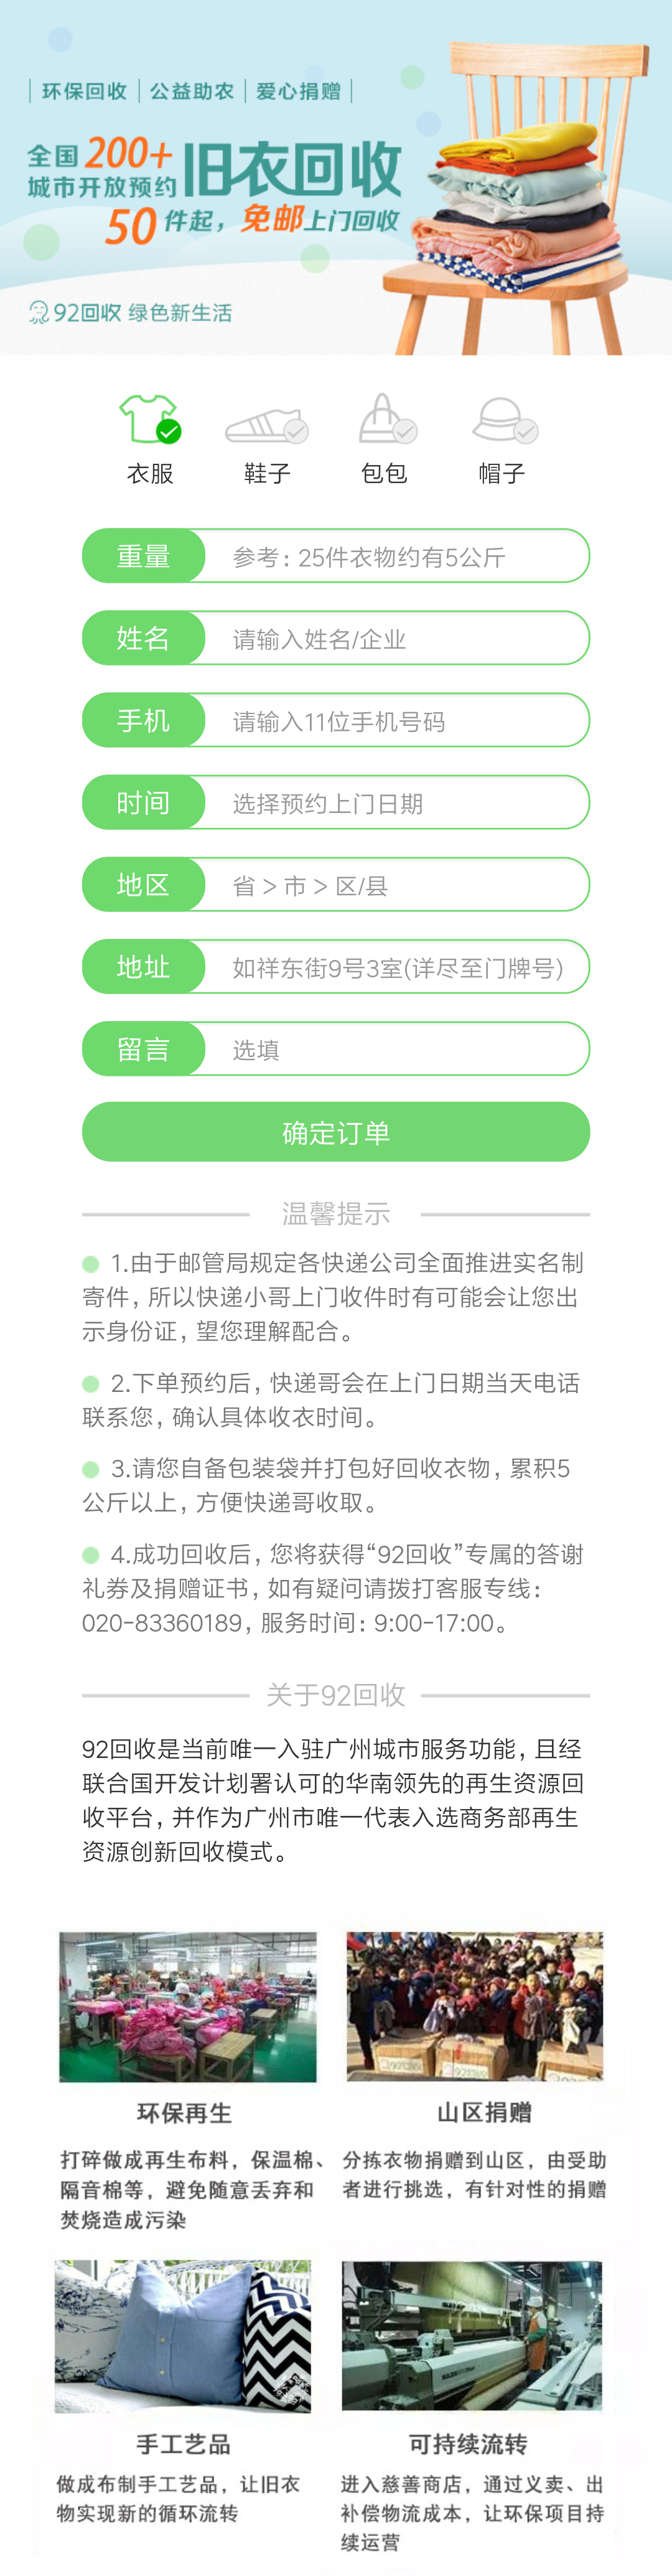 环保回收 公益助农 爱心捐赠
全国200+
城市开放预约
旧衣回收
50件起，免邮上门回收
92回收 绿色新生活
衣服 鞋子 包包 帽子
重量 参考：25件衣物约有5公斤
姓名 请输入姓名/企业
手机 请输入11位手机号码
时间 选择预约上门日期
地区 省 > 市 > 区/县
地址 如祥东街9号3室(详尽至门牌号)
留言 选填
确定订单
温馨提示
1.由于邮管局规定各快递公司全面推进实名制
寄件，所以快递小哥上门收件时有可能会让您出
示身份证，望您理解配合。
2.下单预约后，快递哥会在上门日期当天电话
联系您，确认具体收衣时间。
3.请您自备包装袋并打包好回收衣物，累积5
公斤以上，方便快递哥收取。
4.成功回收后，您将获得“92回收”专属的答谢
礼券及捐赠证书，如有疑问请拨打客服专线：
020-83360189，服务时间：9:00-17:00。
关于92回收
92回收是当前唯一入驻广州城市服务功能，且经
联合国开发计划署认可的华南领先的再生资源回
收平台，并作为广州市唯一代表入选商务部再生
资源创新回收模式。
环保再生
打碎做成再生布料，保温棉、
隔音棉等，避免随意丢弃和
焚烧造成污染
山区捐赠
分拣衣物捐赠到山区，由受助
者进行挑选，有针对性的捐赠
手工艺品
做成布制手工艺品，让旧衣
物实现新的循环流转
可持续流转
进入慈善商店，通过义卖、出
补偿物流成本，让环保项目持
续运营